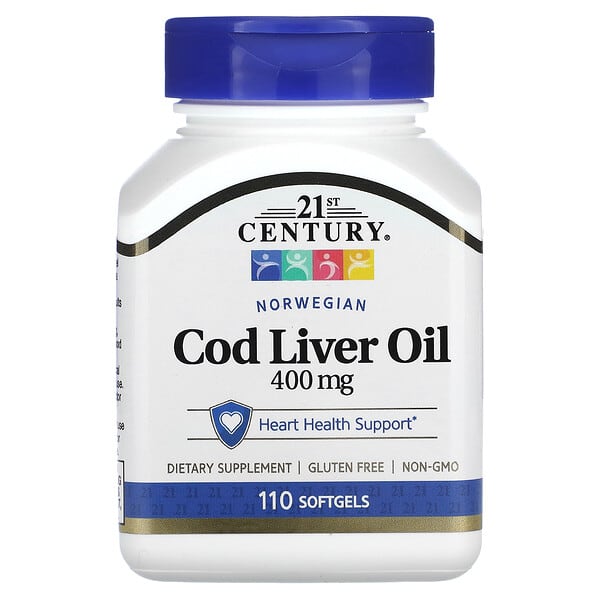 21ST
CENTURY®
NORWEGIAN
Cod Liver Oil
400 mg
Heart Health Support*
DIETARY SUPPLEMENT | GLUTEN FREE | NON-GMO
110 SOFTGELS